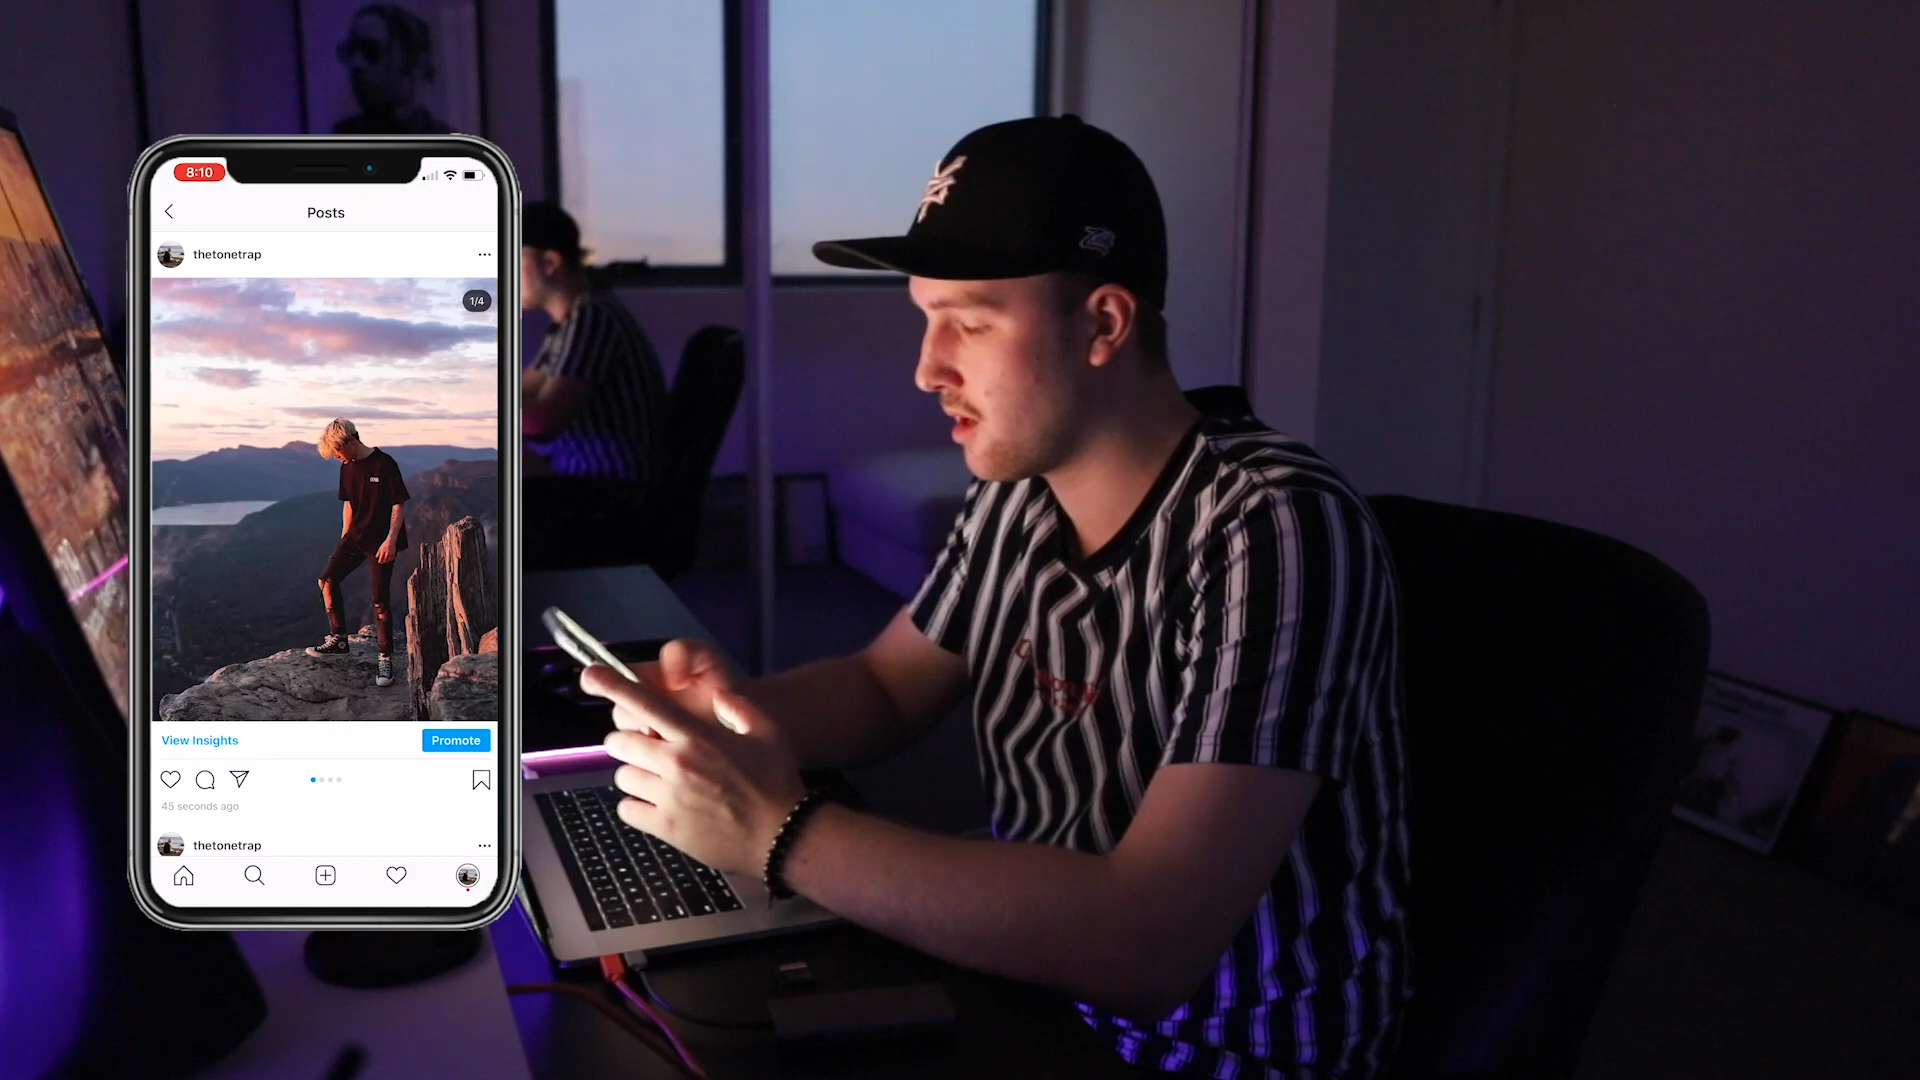 8:10
Posts
thetonetrap
1/4
View Insights
Promote
45 seconds ago
thetonetrap